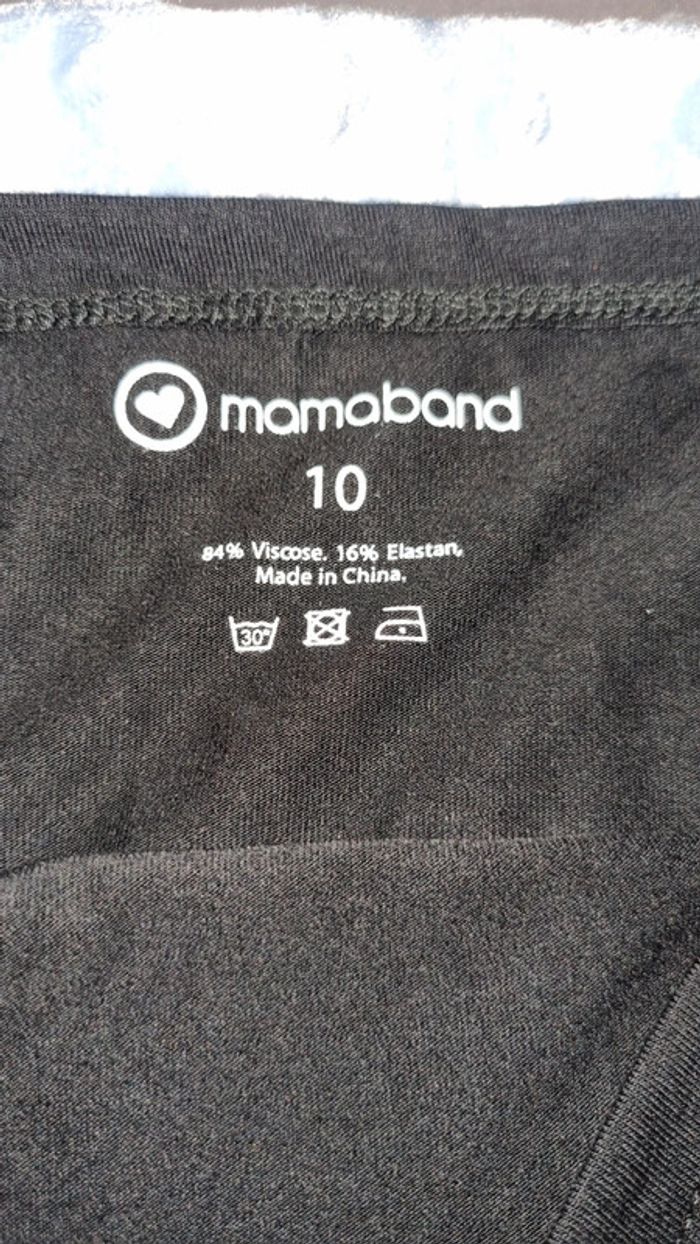 mamaband
10
84% Viscose. 16% Elastan.
Made in China.
30°